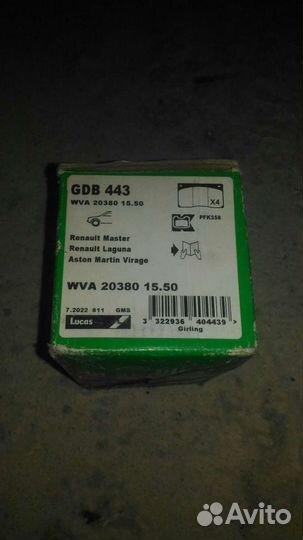 GDB 443
WVA 20380 15.50
X4
PFK358
Renault Master
Renault Laguna
Aston Martin Virage
WVA 20380 15.50
7.2022 811 GMS
Lucas
3 322936 404439 >
Girling
Avito